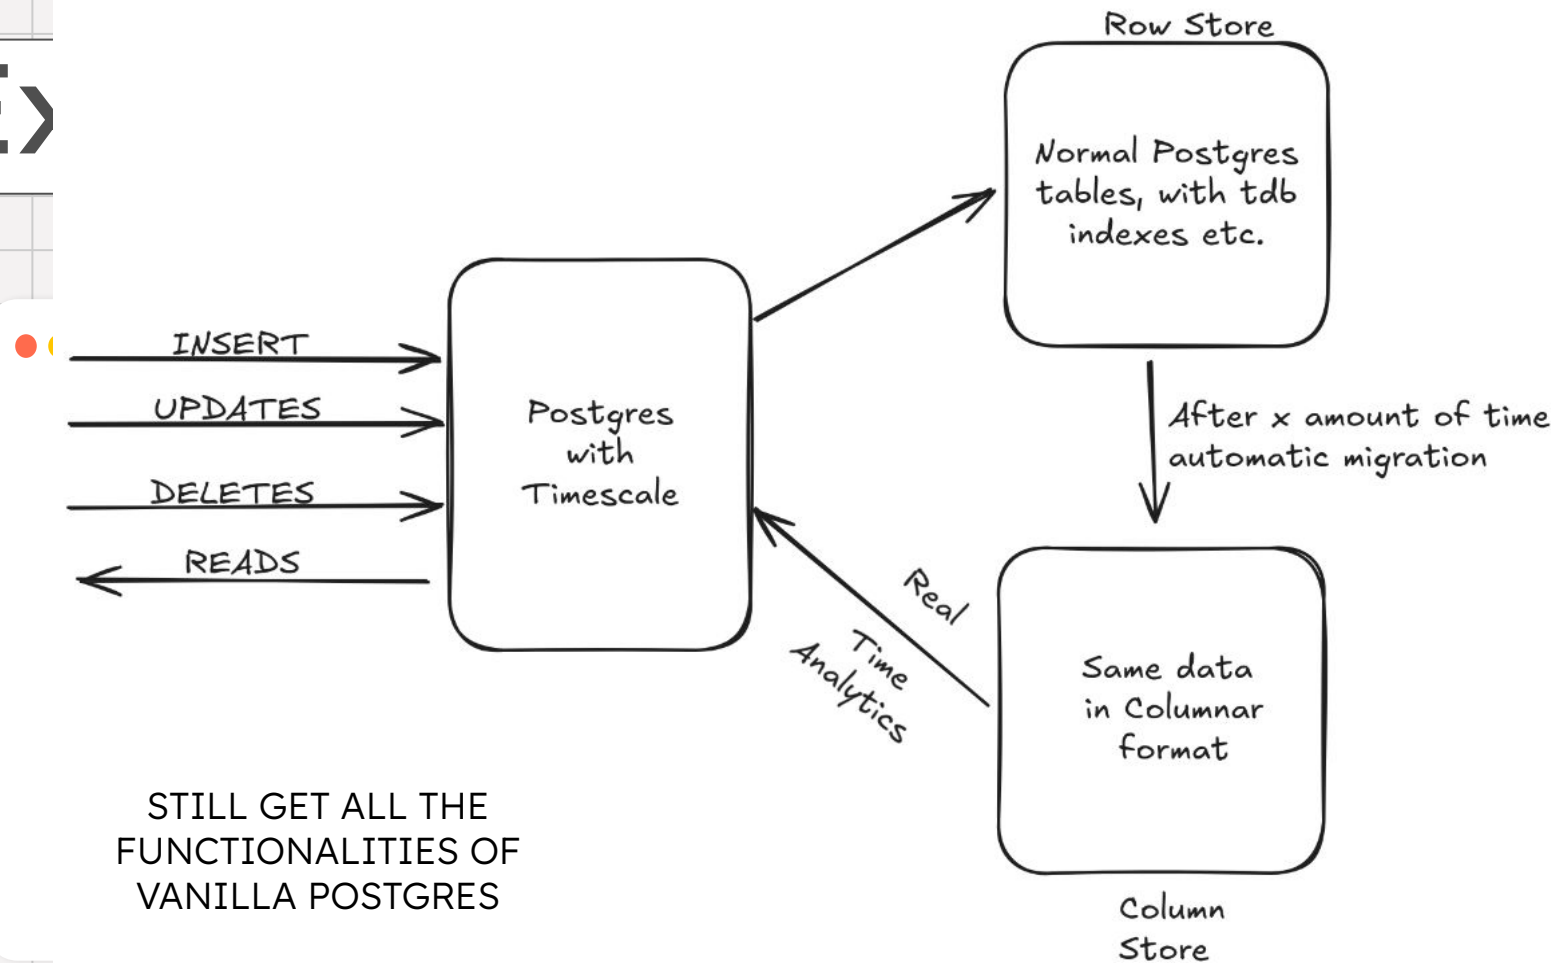 Row Store
Ex
Normal Postgres
tables, with tdb
indexes etc.
INSERT
UPDATES
DELETES
READS
Postgres
with
Timescale
After x amount of time
automatic migration
Real
Time
Analytics
Same data
in Columnar
format
STILL GET ALL THE
FUNCTIONALITIES OF
VANILLA POSTGRES
Column
Store